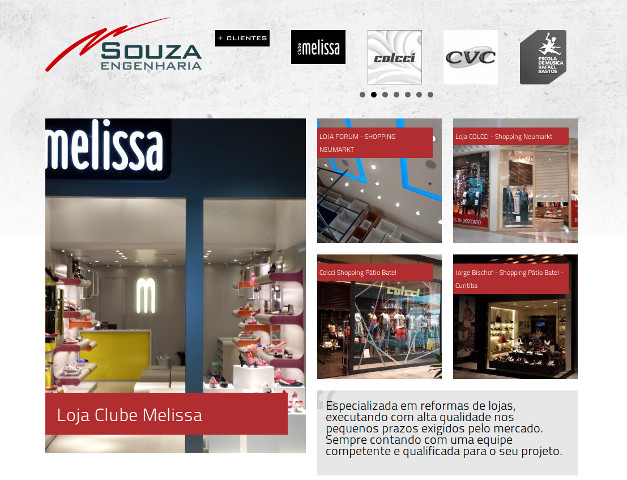 SOUZA
ENGENHARIA
+ CLIENTES
clube melissa
colcci
CVC
ESCOLA
DE MÚSICA
RAFAEL
BASTOS
melissa
m
Loja Clube Melissa
LOJA FORUM - SHOPPING
NEUMARKT
Loja COLCCI - Shopping Neumarkt
Colcci Shopping Pátio Batel
colcci
Jorge Bischof - Shopping Pátio Batel -
Curitiba
Especializada em reformas de lojas,
executando com alta qualidade nos
pequenos prazos exigidos pelo mercado.
Sempre contando com uma equipe
competente e qualificada para o seu projeto.